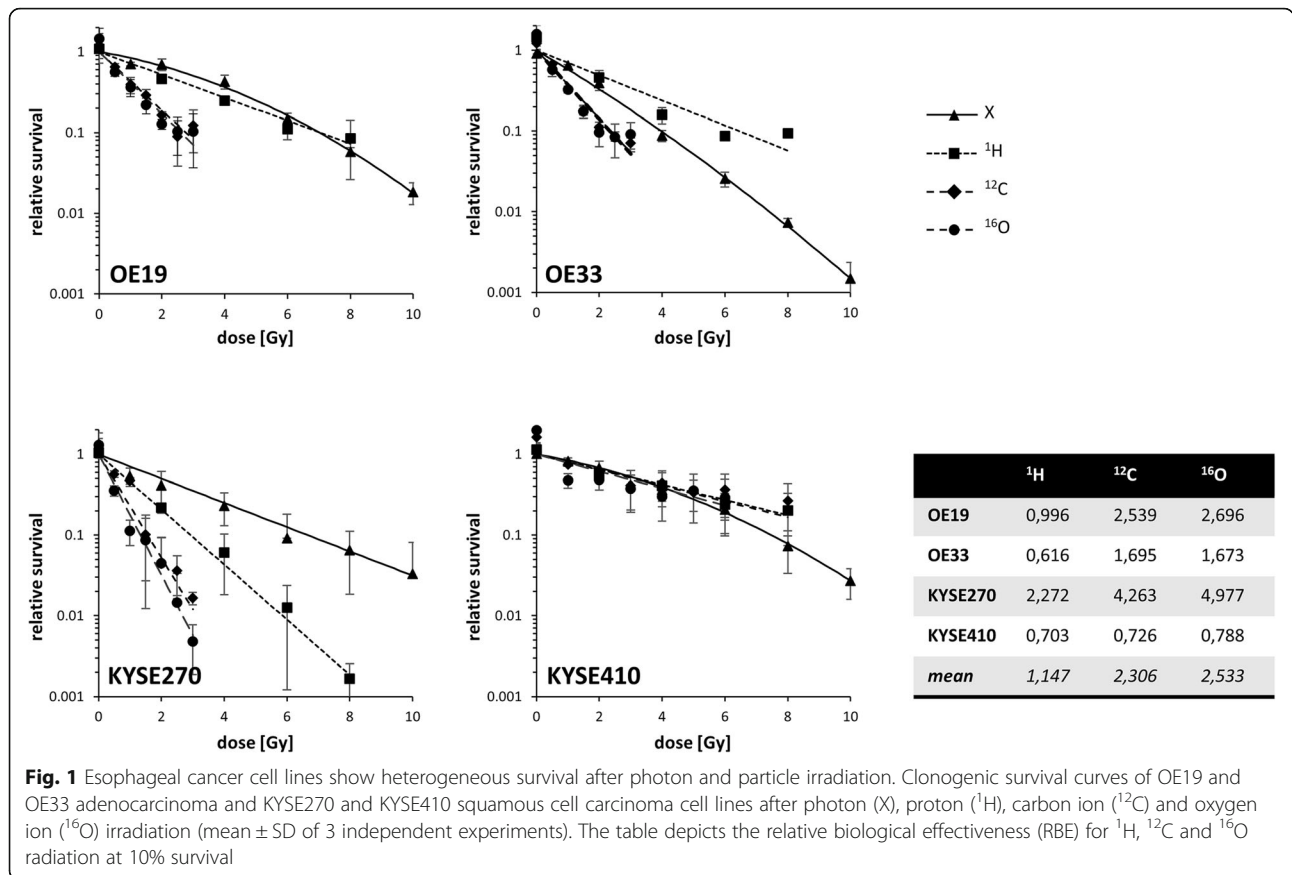 1
0.1
0.01
0.001
relative survival
OE19
0 2 4 6 8 10
dose [Gy]
1
0.1
0.01
0.001
relative survival
OE33
0 2 4 6 8 10
dose [Gy]
X
¹H
¹²C
¹⁶O
1
0.1
0.01
0.001
relative survival
KYSE270
0 2 4 6 8 10
dose [Gy]
1
0.1
0.01
0.001
relative survival
KYSE410
0 2 4 6 8 10
dose [Gy]
¹H ¹²C ¹⁶O
OE19 0,996 2,539 2,696
OE33 0,616 1,695 1,673
KYSE270 2,272 4,263 4,977
KYSE410 0,703 0,726 0,788
mean 1,147 2,306 2,533
Fig. 1 Esophageal cancer cell lines show heterogeneous survival after photon and particle irradiation. Clonogenic survival curves of OE19 and
OE33 adenocarcinoma and KYSE270 and KYSE410 squamous cell carcinoma cell lines after photon (X), proton (¹H), carbon ion (¹²C) and oxygen
ion (¹⁶O) irradiation (mean ± SD of 3 independent experiments). The table depicts the relative biological effectiveness (RBE) for ¹H, ¹²C and ¹⁶O
radiation at 10% survival